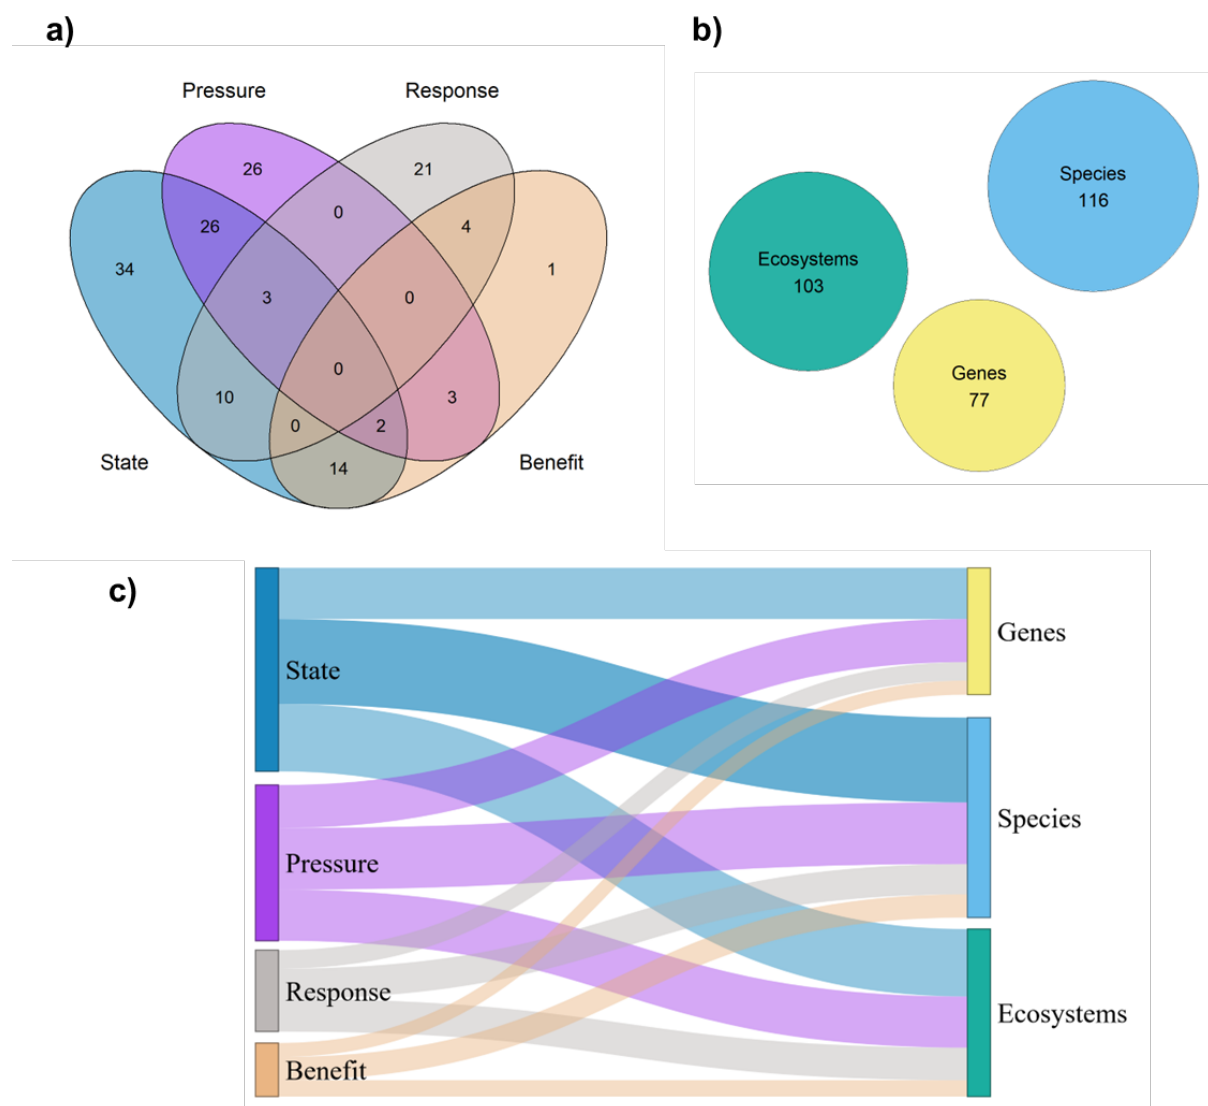 a)
Pressure
Response
26
21
0
26
4
34
1
3
0
0
10
3
0
2
14
State
Benefit
b)
Species
116
Ecosystems
103
Genes
77
c)
State
Pressure
Response
Benefit
Genes
Species
Ecosystems